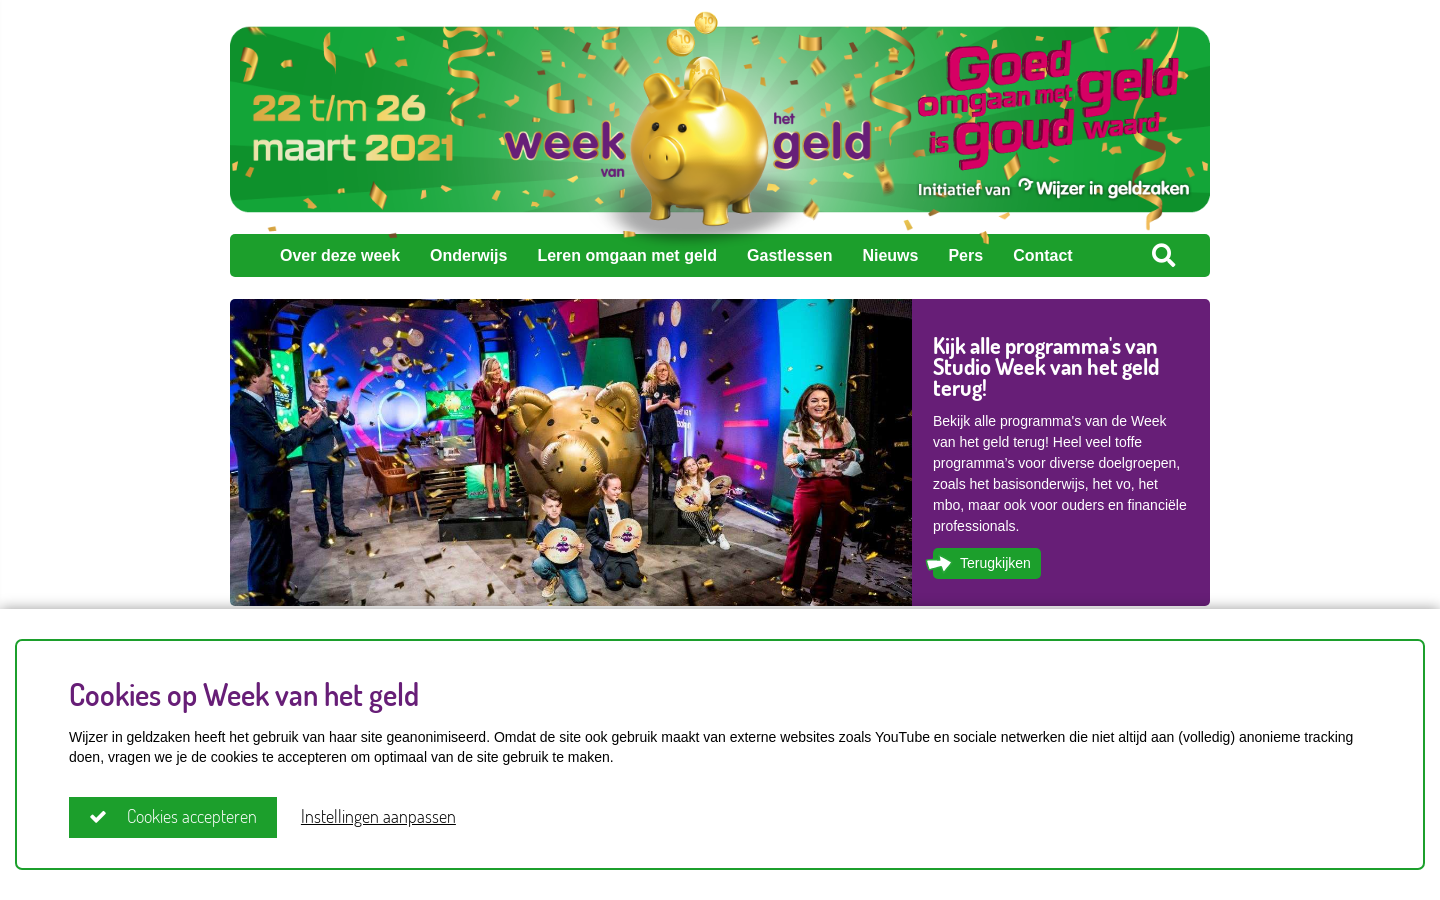 22 t/m 26
maart 2021
week
van
het
geld
Goed
omgaan met geld
is goud waard
Initiatief van Wijzer in geldzaken
Over deze week Onderwijs Leren omgaan met geld Gastlessen Nieuws Pers Contact
Kijk alle programma's van
Studio Week van het geld
terug!
Bekijk alle programma's van de Week
van het geld terug! Heel veel toffe
programma's voor diverse doelgroepen,
zoals het basisonderwijs, het vo, het
mbo, maar ook voor ouders en financiële
professionals.
Terugkijken
Cookies op Week van het geld
Wijzer in geldzaken heeft het gebruik van haar site geanonimiseerd. Omdat de site ook gebruik maakt van externe websites zoals YouTube en sociale netwerken die niet altijd aan (volledig) anonieme tracking
doen, vragen we je de cookies te accepteren om optimaal van de site gebruik te maken.
Cookies accepteren Instellingen aanpassen